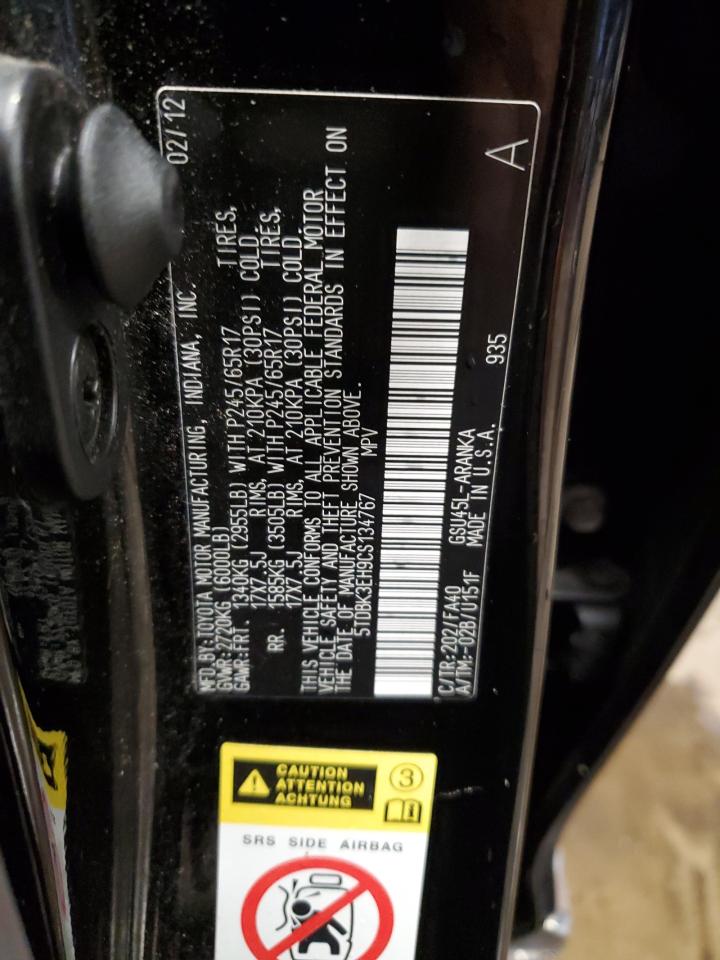 MFD.BY:TOYOTA MOTOR MANUFACTURING, INDIANA, INC. 02/12
GVWR:2720KG (6000LB)
GAWR:FRT. 1340KG (2955LB) WITH P245/65R17 TIRES,
17X7.5J RIMS, AT 210KPA (30PSI) COLD.
RR. 1585KG (3505LB) WITH P245/65R17 TIRES,
17X7.5J RIMS, AT 210KPA (30PSI) COLD.
THIS VEHICLE CONFORMS TO ALL APPLICABLE FEDERAL MOTOR
VEHICLE SAFETY AND THEFT PREVENTION STANDARDS IN EFFECT ON
THE DATE OF MANUFACTURE SHOWN ABOVE.
5TDBK3EH9CS134767 MPV
C/TR:202/FA40 GSU45L-ARANKA
A/TM:-02B/U151F MADE IN U.S.A. 935 A
CAUTION
ATTENTION
ACHTUNG
3
SRS SIDE AIRBAG